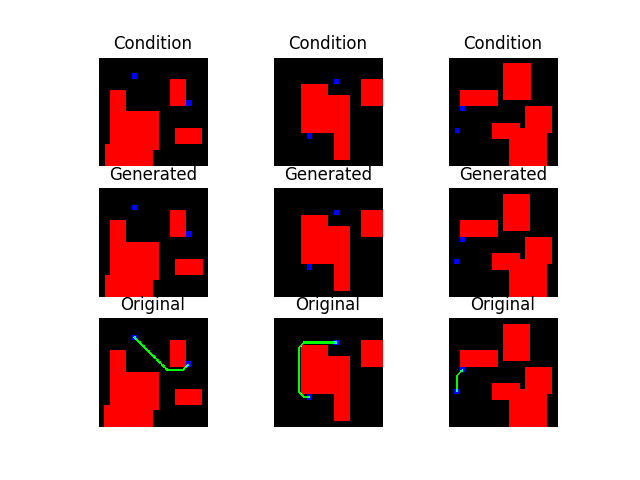 Condition Condition Condition
Generated Generated Generated
Original Original Original